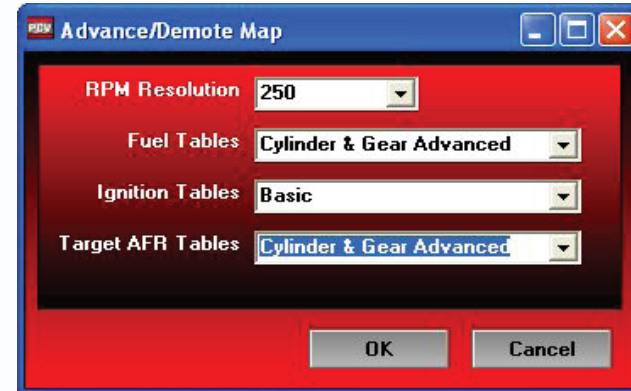 PCV Advance/Demote Map
RPM Resolution 250
Fuel Tables Cylinder & Gear Advanced
Ignition Tables Basic
Target AFR Tables Cylinder & Gear Advanced
OK Cancel